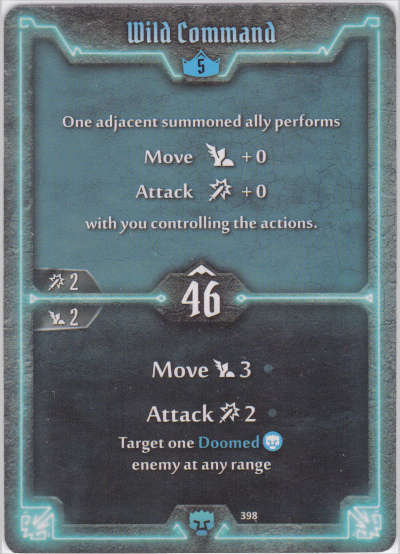 Wild Command
5
One adjacent summoned ally performs
Move + 0
Attack + 0
with you controlling the actions.
2
46
2
Move 3
Attack 2
Target one Doomed
enemy at any range
398